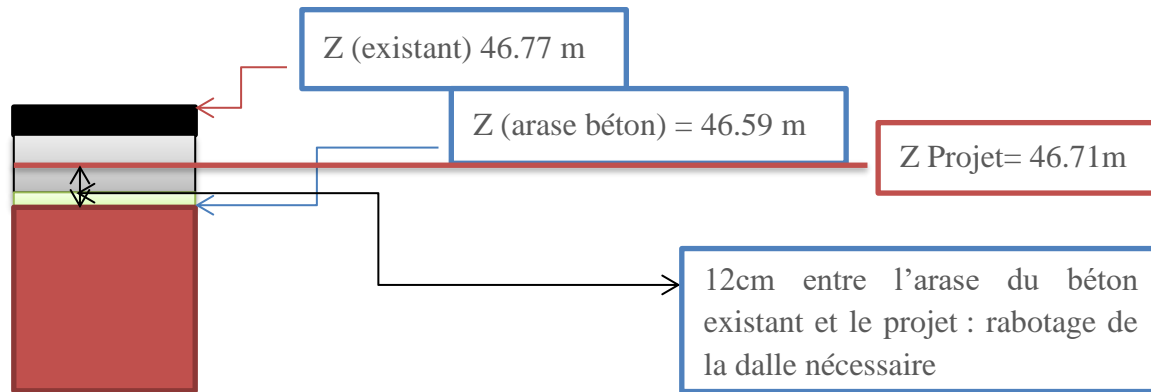 Z (existant) 46.77 m
Z (arase béton) = 46.59 m
Z Projet= 46.71m
12cm entre l’arase du béton
existant et le projet : rabotage de
la dalle nécessaire